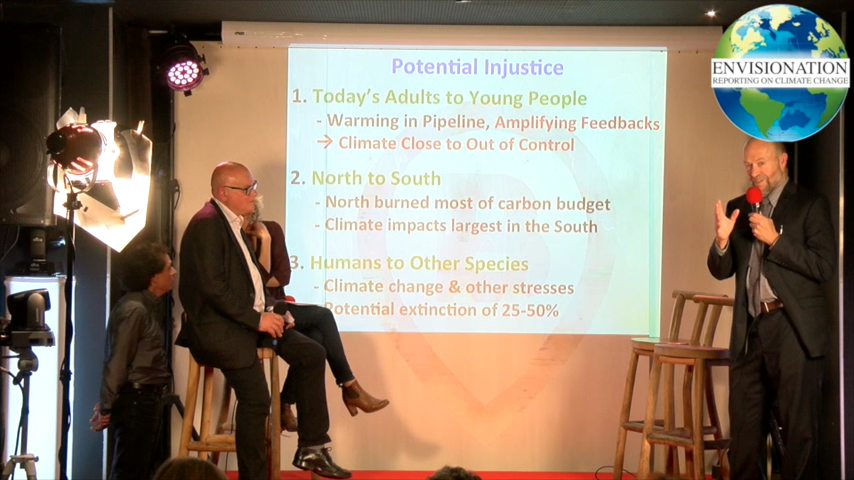 Potential Injustice
1. Today's Adults to Young People
- Warming in Pipeline, Amplifying Feedbacks
→ Climate Close to Out of Control
2. North to South
- North burned most of carbon budget
- Climate impacts largest in the South
3. Humans to Other Species
- Climate change & other stresses
Potential extinction of 25-50%
ENVISIONATION
REPORTING ON CLIMATE CHANGE